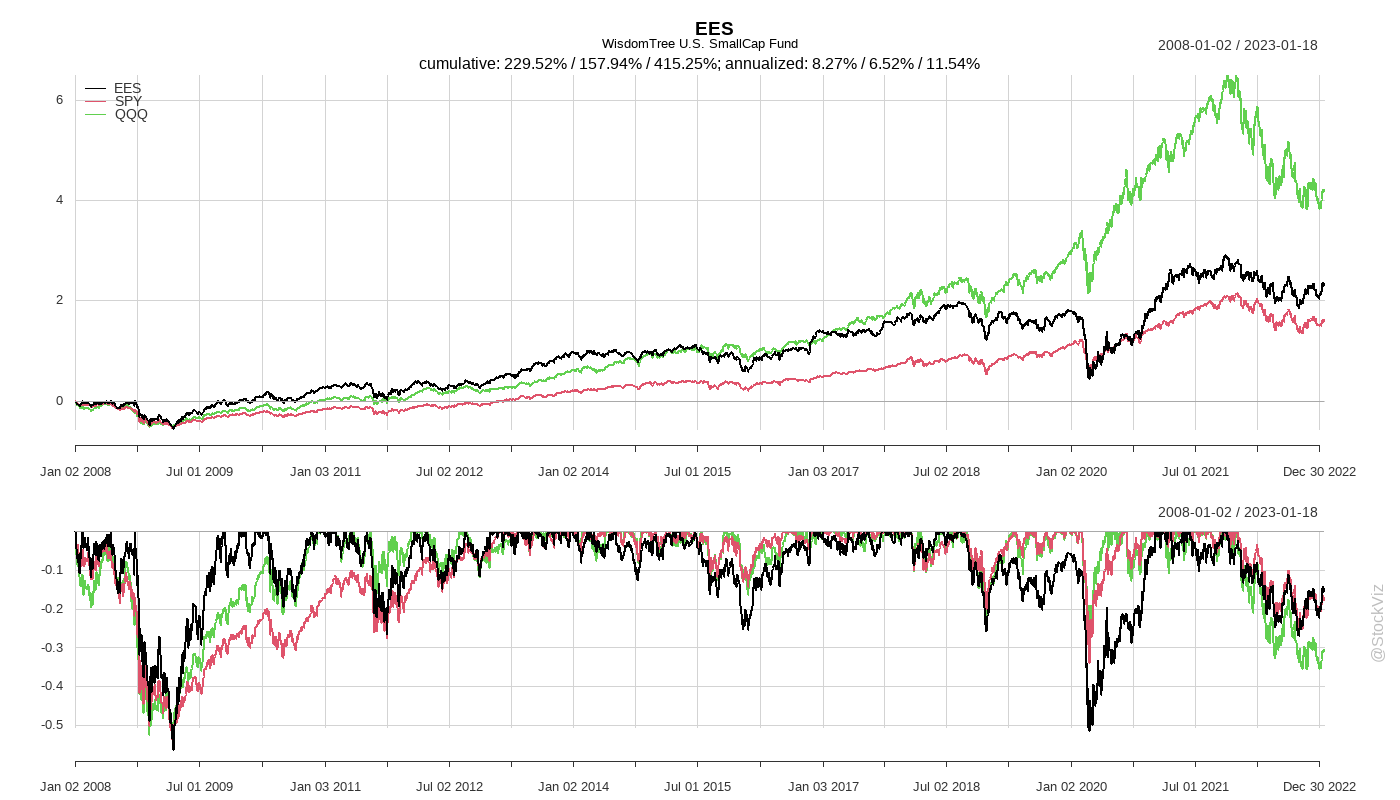 EES
WisdomTree U.S. SmallCap Fund
2008-01-02 / 2023-01-18
cumulative: 229.52% / 157.94% / 415.25%; annualized: 8.27% / 6.52% / 11.54%
EES
SPY
QQQ
6
4
2
0
Jan 02 2008 Jul 01 2009 Jan 03 2011 Jul 02 2012 Jan 02 2014 Jul 01 2015 Jan 03 2017 Jul 02 2018 Jan 02 2020 Jul 01 2021 Dec 30 2022
2008-01-02 / 2023-01-18
-0.1
-0.2
-0.3
-0.4
-0.5
Jan 02 2008 Jul 01 2009 Jan 03 2011 Jul 02 2012 Jan 02 2014 Jul 01 2015 Jan 03 2017 Jul 02 2018 Jan 02 2020 Jul 01 2021 Dec 30 2022
@StockViz